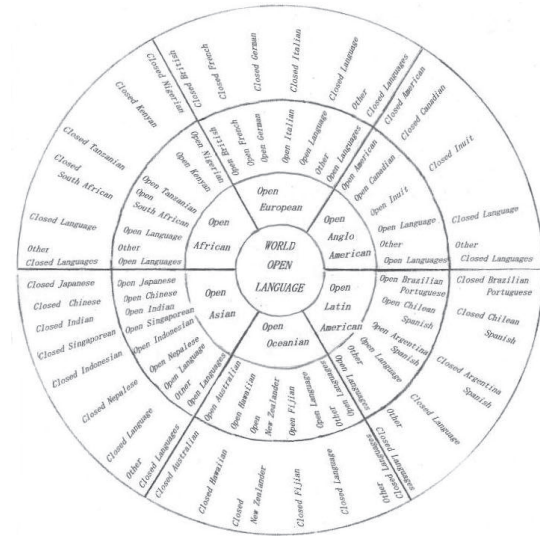 WORLD
OPEN
LANGUAGE
Open
European
Open
Anglo
American
Open
Latin
American
Open
Oceanian
Open
Asian
Open
African
Open British
Open French
Open German
Open Italian
Open Language
Other
Open Languages
Open American
Open Canadian
Open Inuit
Open Language
Other
Open Languages
Open Brazilian
Portuguese
Open Chilean
Spanish
Open Argentina
Spanish
Open Language
Other
Open Languages
Other
Open Languages
Open Language
Open Fijian
Open
New Zealander
Open Hawaiian
Open Australian
Open Languages
Other
Open Language
Open Nepalese
Open Indonesian
Open Singaporean
Open Indian
Open Chinese
Open Japanese
Open Languages
Other
Open Language
Open
South African
Open Tanzanian
Open Kenyan
Open Nigerian
Closed British
Closed French
Closed German
Closed Italian
Closed Language
Other
Closed Languages
Closed American
Closed Canadian
Closed Inuit
Closed Language
Other
Closed Languages
Closed Brazilian
Portuguese
Closed Chilean
Spanish
Closed Argentina
Spanish
Closed Language
Other
Closed Languages
Other
Closed Languages
Closed Language
Closed Fijian
Closed
New Zealander
Closed Hawaiian
Closed Australian
Closed Languages
Other
Closed Language
Closed Nepalese
Closed Indonesian
Closed Singaporean
Closed Indian
Closed Chinese
Closed Japanese
Closed Languages
Other
Closed Language
Closed
South African
Closed Tanzanian
Closed Kenyan
Closed Nigerian